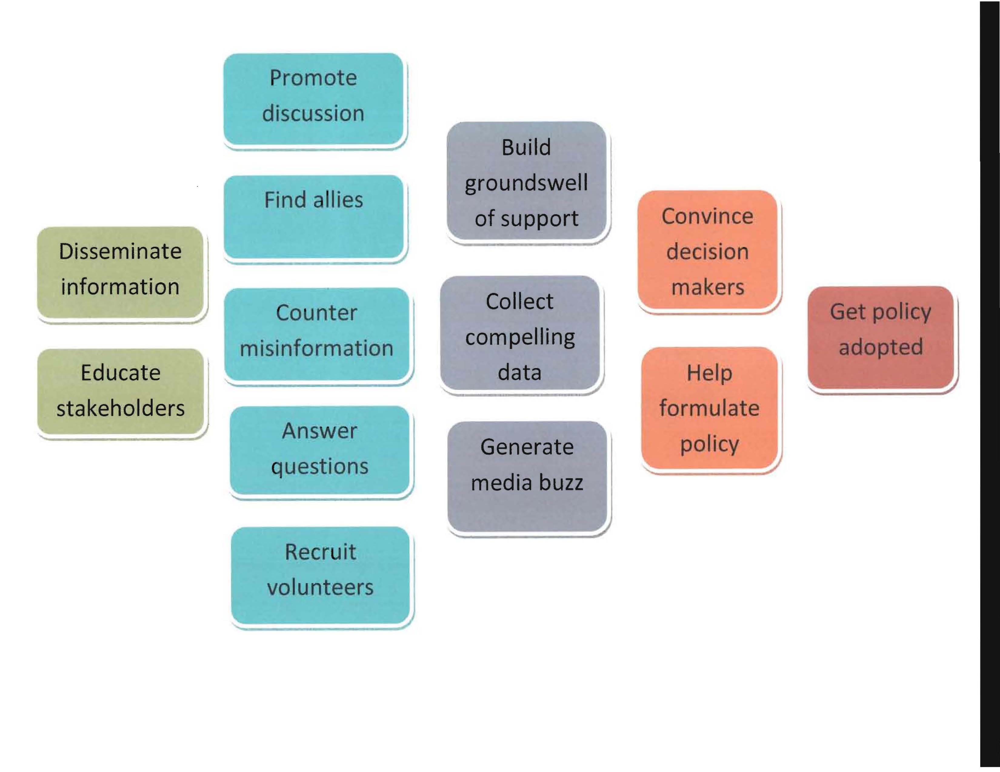 Disseminate
information
Educate
stakeholders
Promote
discussion
Find allies
Counter
misinformation
Answer
questions
Recruit
volunteers
Build
groundswell
of support
Collect
compelling
data
Generate
media buzz
Convince
decision
makers
Help
formulate
policy
Get policy
adopted